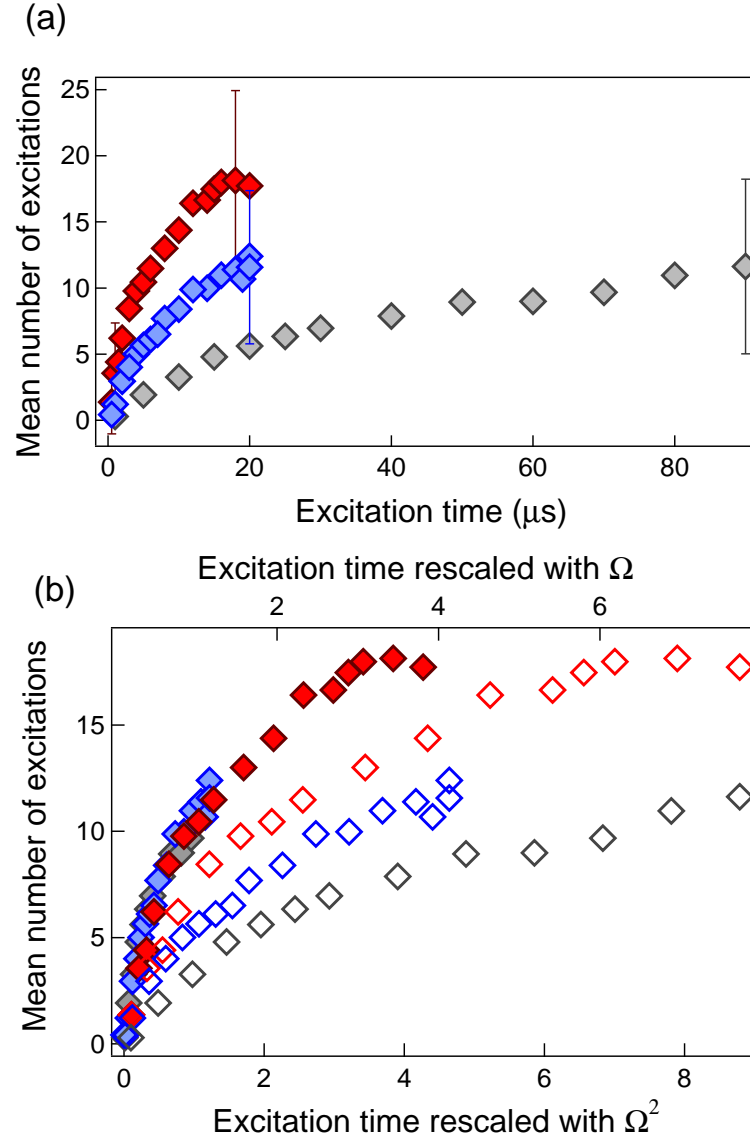 (a)
Mean number of excitations
25
20
15
10
5
0
0 20 40 60 80
Excitation time (μs)
(b)
Excitation time rescaled with Ω
2 4 6
Mean number of excitations
15
10
5
0
0 2 4 6 8
Excitation time rescaled with Ω²